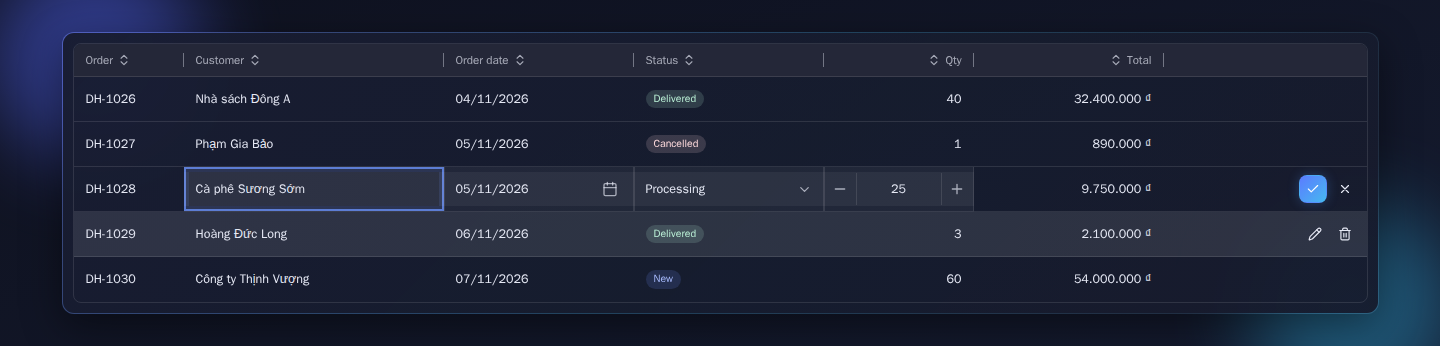 Order Customer Order date Status Qty Total
DH-1026 Nhà sách Đông A 04/11/2026 Delivered 40 32.400.000 ₫
DH-1027 Phạm Gia Bảo 05/11/2026 Cancelled 1 890.000 ₫
DH-1028 Cà phê Sương Sớm 05/11/2026 Processing 25 9.750.000 ₫
DH-1029 Hoàng Đức Long 06/11/2026 Delivered 3 2.100.000 ₫
DH-1030 Công ty Thịnh Vượng 07/11/2026 New 60 54.000.000 ₫